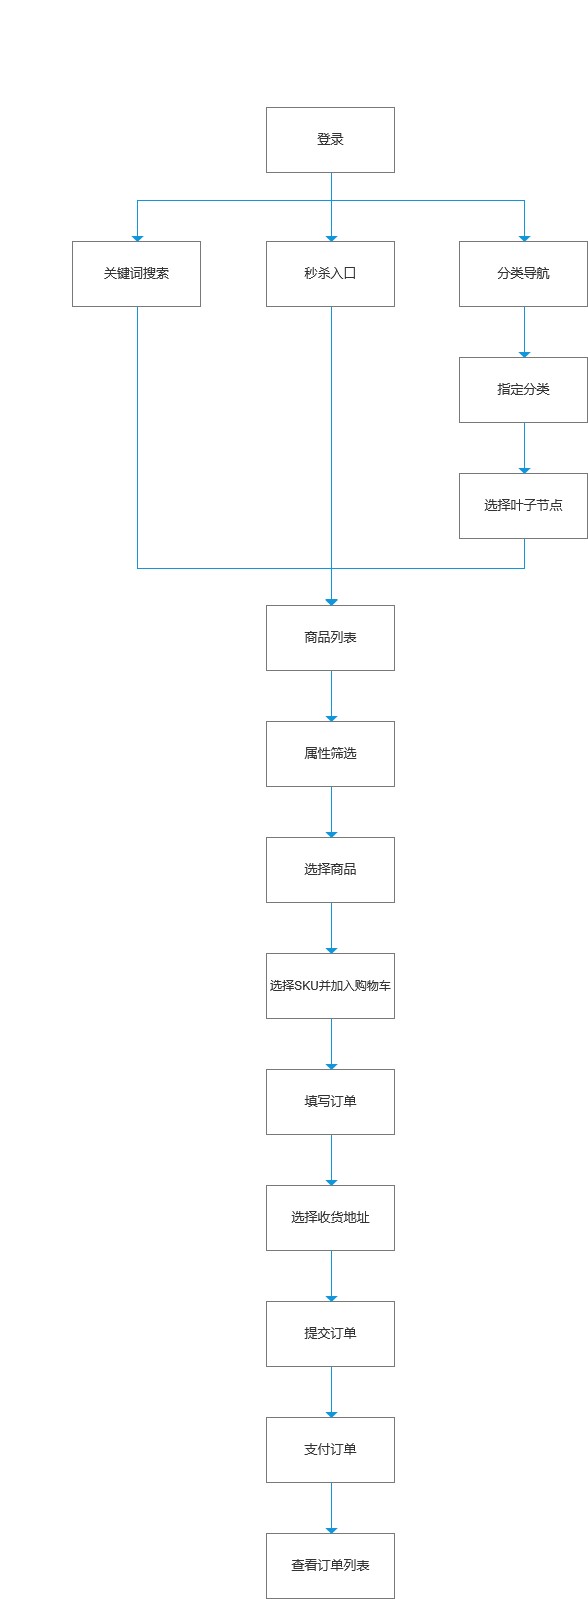 登录
关键词搜索
秒杀入口
分类导航
指定分类
选择叶子节点
商品列表
属性筛选
选择商品
选择SKU并加入购物车
填写订单
选择收货地址
提交订单
支付订单
查看订单列表